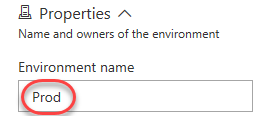 Properties
Name and owners of the environment
Environment name
Prod